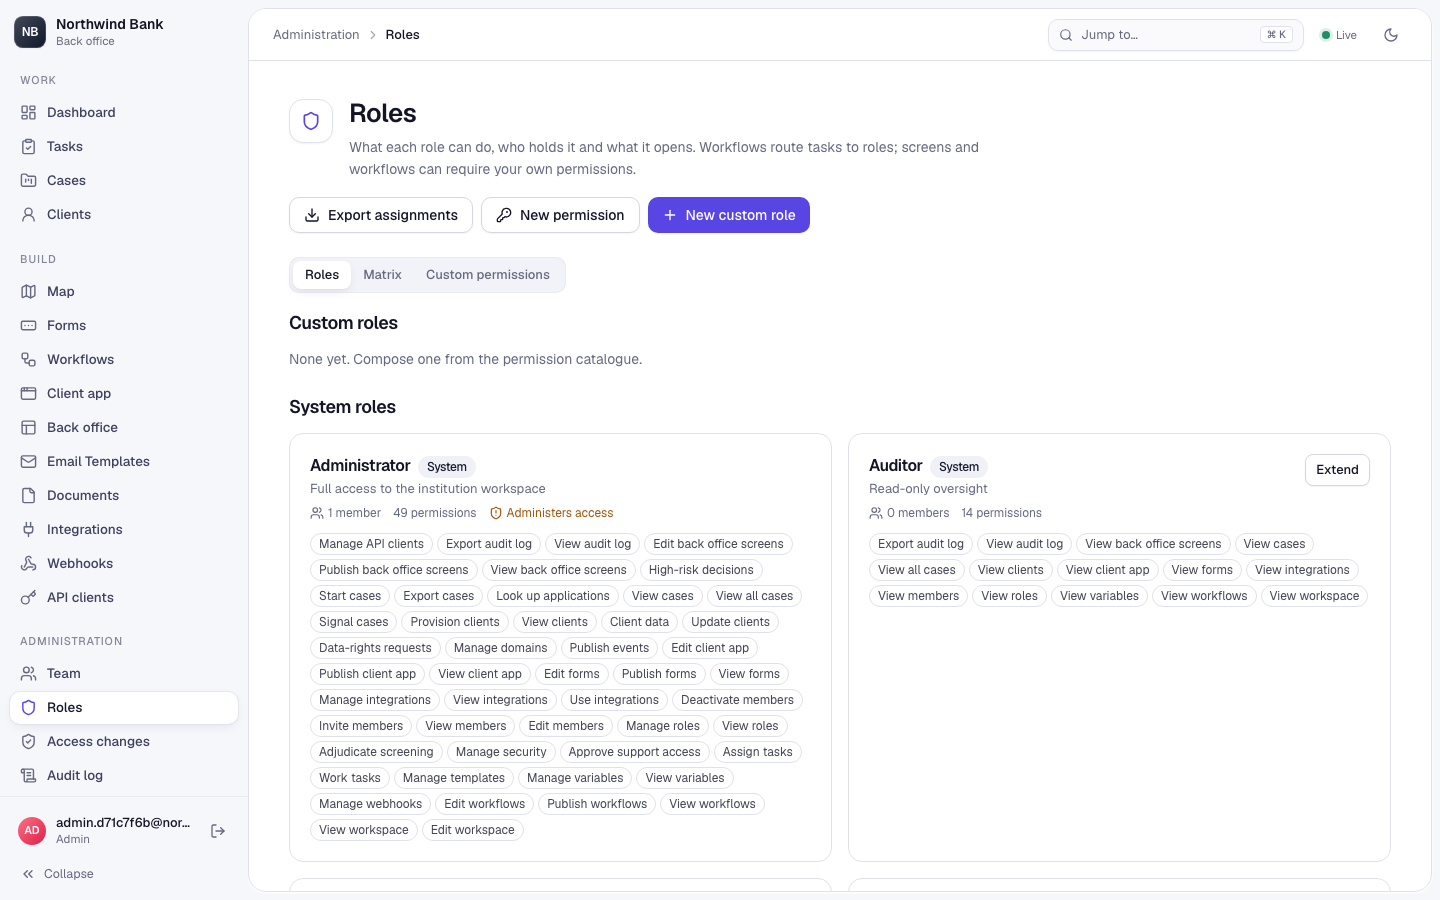 NB
Northwind Bank
Back office
WORK
Dashboard
Tasks
Cases
Clients
BUILD
Map
Forms
Workflows
Client app
Back office
Email Templates
Documents
Integrations
Webhooks
API clients
ADMINISTRATION
Team
Roles
Access changes
Audit log
AD
admin.d71c7f6b@nor...
Admin
Collapse
Administration > Roles
Jump to...
⌘ K
Live
Roles
What each role can do, who holds it and what it opens. Workflows route tasks to roles; screens and
workflows can require your own permissions.
Export assignments
New permission
New custom role
Roles Matrix Custom permissions
Custom roles
None yet. Compose one from the permission catalogue.
System roles
Administrator System
Full access to the institution workspace
1 member 49 permissions Administers access
Manage API clients Export audit log View audit log Edit back office screens
Publish back office screens View back office screens High-risk decisions
Start cases Export cases Look up applications View cases View all cases
Signal cases Provision clients View clients Client data Update clients
Data-rights requests Manage domains Publish events Edit client app
Publish client app View client app Edit forms Publish forms View forms
Manage integrations View integrations Use integrations Deactivate members
Invite members View members Edit members Manage roles View roles
Adjudicate screening Manage security Approve support access Assign tasks
Work tasks Manage templates Manage variables View variables
Manage webhooks Edit workflows Publish workflows View workflows
View workspace Edit workspace
Auditor System
Extend
Read-only oversight
0 members 14 permissions
Export audit log View audit log View back office screens View cases
View all cases View clients View client app View forms View integrations
View members View roles View variables View workflows View workspace